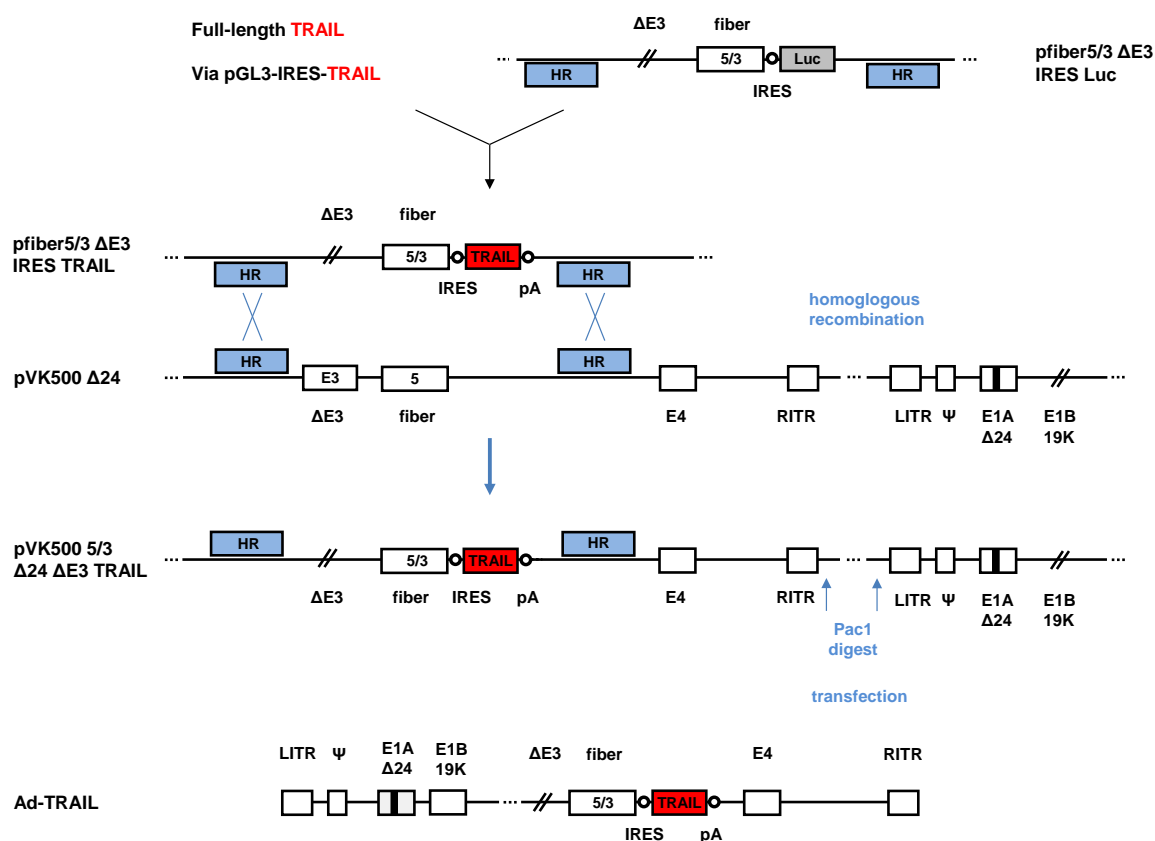 Full-length TRAIL
Via pGL3-IRES-TRAIL
ΔE3 fiber
... 5/3 Luc ...
HR HR
IRES
pfiber5/3 ΔE3
IRES Luc
ΔE3 fiber
pfiber5/3 ΔE3
IRES TRAIL
... 5/3 TRAIL ...
HR HR
IRES pA
homoglogous
recombination
HR HR
pVK500 Δ24
... E3 5 ... ...
ΔE3 fiber E4 RITR LITR Ψ E1A E1B
Δ24 19K
HR HR
pVK500 5/3
Δ24 ΔE3 TRAIL
... 5/3 TRAIL ... ...
ΔE3 fiber IRES pA E4 RITR LITR Ψ E1A E1B
Δ24 19K
Pac1
digest
transfection
LITR Ψ E1A E1B ΔE3 fiber E4 RITR
Δ24 19K
Ad-TRAIL
... 5/3 TRAIL
IRES pA